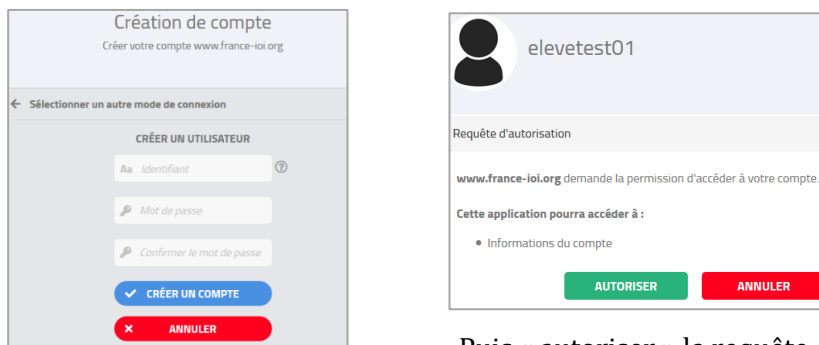 Création de compte
Créer votre compte www.france-ioi.org
← Sélectionner un autre mode de connexion
CRÉER UN UTILISATEUR
Aa Identifiant
Mot de passe
Confirmer le mot de passe
CRÉER UN COMPTE
ANNULER
elevetest01
Requête d'autorisation
www.france-ioi.org demande la permission d'accéder à votre compte.
Cette application pourra accéder à :
• Informations du compte
AUTORISER ANNULER
Puis « autoriser » la requête